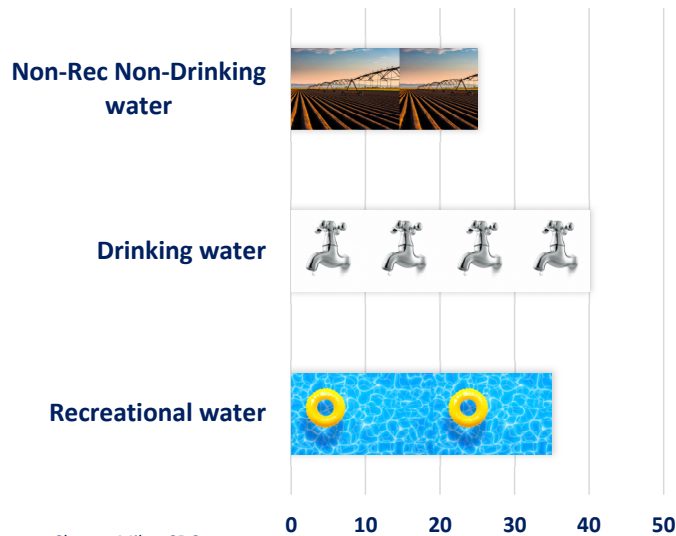 Non-Rec Non-Drinking
water
Drinking water
Recreational water
0 10 20 30 40 50